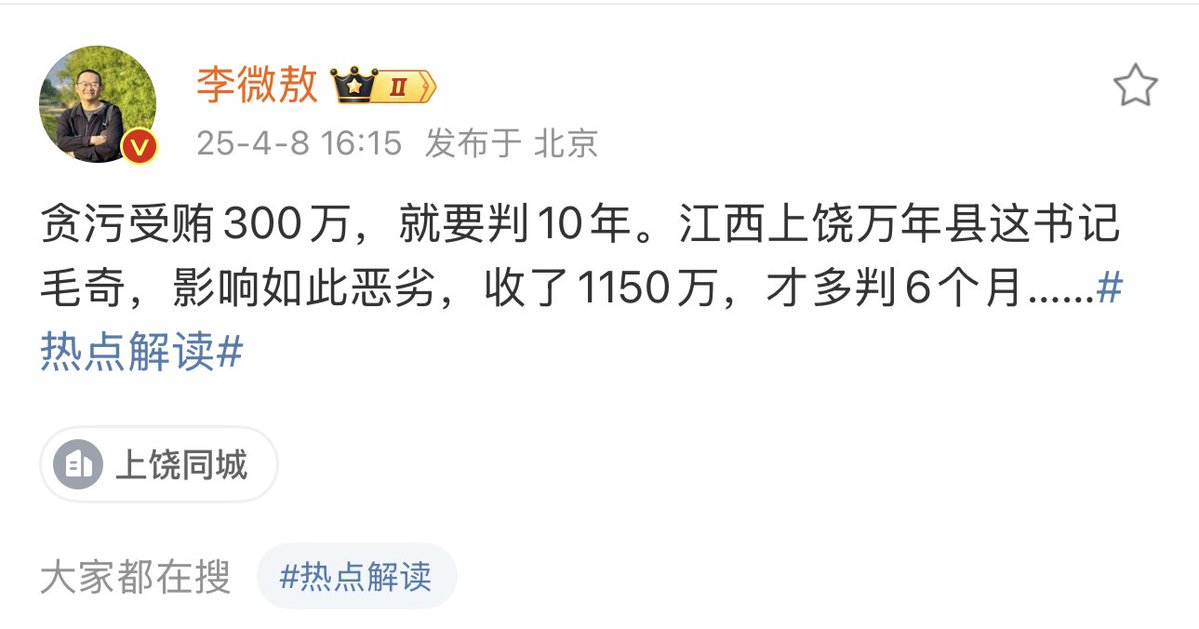 李微敖 II
25-4-8 16:15 发布于 北京
贪污受贿300万，就要判10年。江西上饶万年县这书记
毛奇，影响如此恶劣，收了1150万，才多判6个月......#
热点解读#
上饶同城
大家都在搜 #热点解读